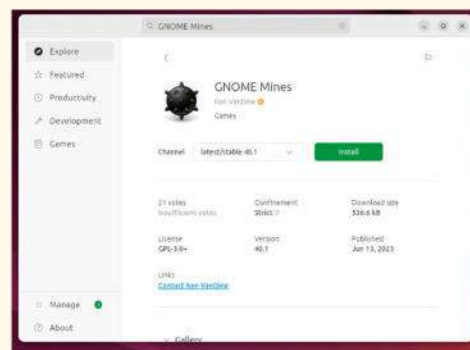 GNOME Mines
Explore
Featured
Productivity
Development
Games
Manage
About
GNOME Mines
Ken VanDine
Games
Channel latest/stable 40.1 Install
21 votes Confinement Download size
Insufficient votes Strict 536.6 kB
License Version Published
GPL-3.0+ 40.1 Jun 13, 2023
Links
Contact Ken VanDine
Gallery